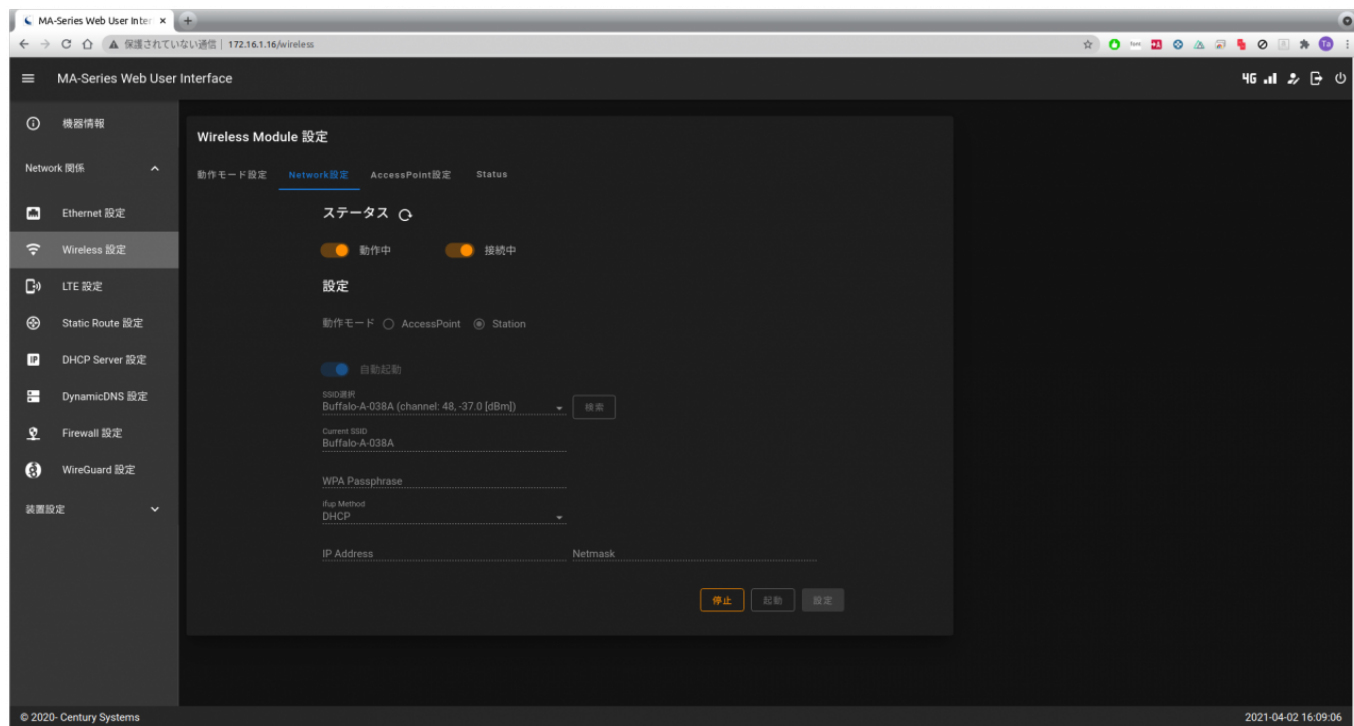 MA-Series Web User Inter
保護されていない通信 | 172.16.1.16/wireless
MA-Series Web User Interface
4G
機器情報
Network 関係
Ethernet 設定
Wireless 設定
LTE 設定
Static Route 設定
IP DHCP Server 設定
DynamicDNS 設定
Firewall 設定
WireGuard 設定
装置設定
Wireless Module 設定
動作モード設定 Network設定 AccessPoint設定 Status
ステータス
動作中 接続中
設定
動作モード AccessPoint Station
自動起動
SSID選択
Buffalo-A-038A (channel: 48, -37.0 [dBm]) 検索
Current SSID
Buffalo-A-038A
WPA Passphrase
Ifup Method
DHCP
IP Address Netmask
停止 起動 設定
© 2020- Century Systems
2021-04-02 16:09:06